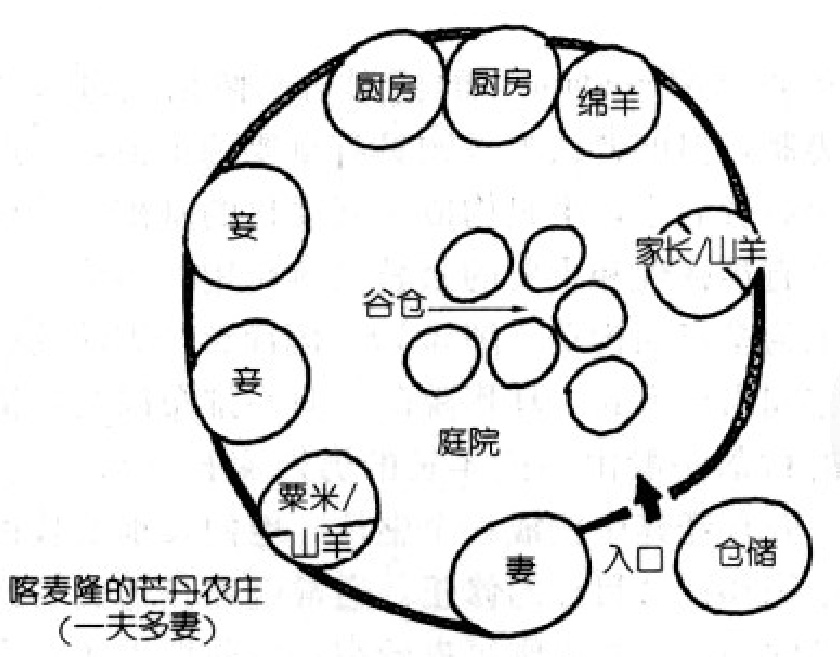 厨房
厨房
绵羊
妾
家长/山羊
谷仓
妾
庭院
粟米/
山羊
妻
入口
仓储
喀麦隆的芒丹农庄
(一夫多妻)